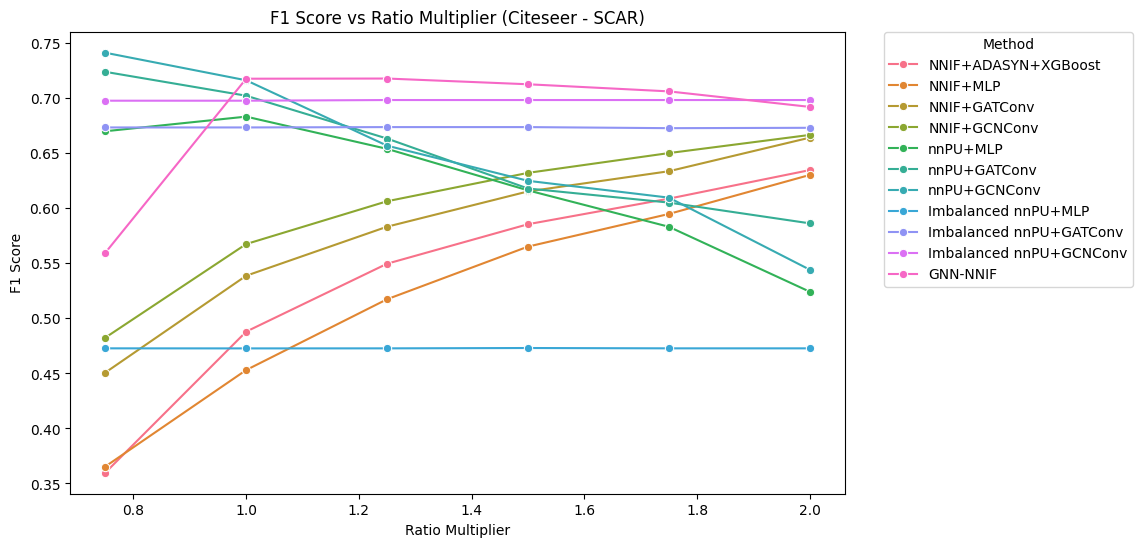 F1 Score vs Ratio Multiplier (Citeseer - SCAR)
F1 Score
0.75
0.70
0.65
0.60
0.55
0.50
0.45
0.40
0.35
0.8
1.0
1.2
1.4
1.6
1.8
2.0
Ratio Multiplier
Method
NNIF+ADASYN+XGBoost
NNIF+MLP
NNIF+GATConv
NNIF+GCNConv
nnPU+MLP
nnPU+GATConv
nnPU+GCNConv
Imbalanced nnPU+MLP
Imbalanced nnPU+GATConv
Imbalanced nnPU+GCNConv
GNN-NNIF